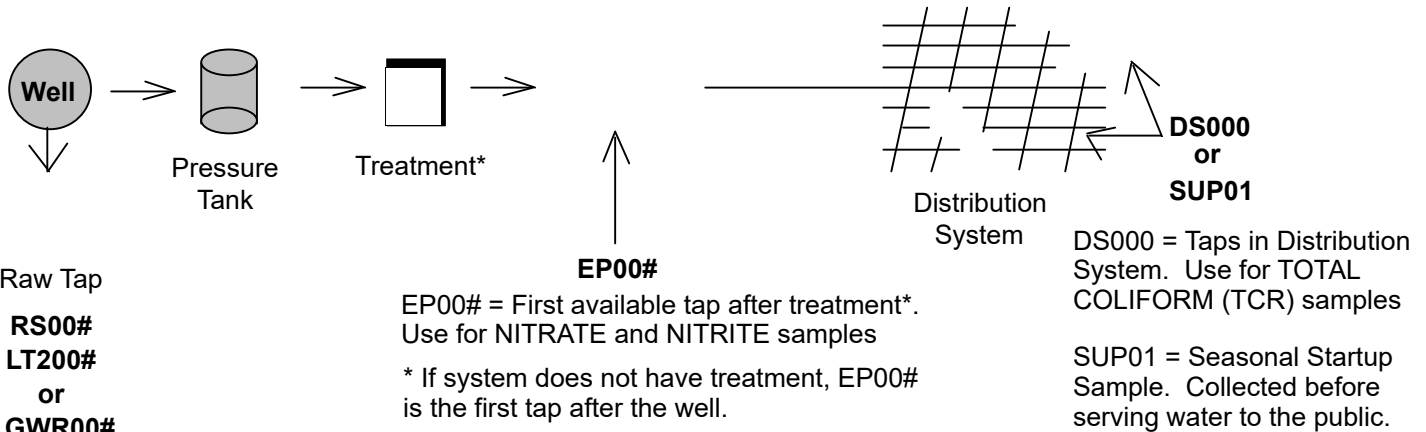 Well
Pressure
Tank
Treatment*
Distribution
System
DS000
or
SUP01
Raw Tap
RS00#
LT200#
or
GWR00#
EP00#
EP00# = First available tap after treatment*.
Use for NITRATE and NITRITE samples
* If system does not have treatment, EP00#
is the first tap after the well.
DS000 = Taps in Distribution
System.  Use for TOTAL
COLIFORM (TCR) samples
SUP01 = Seasonal Startup
Sample.  Collected before
serving water to the public.